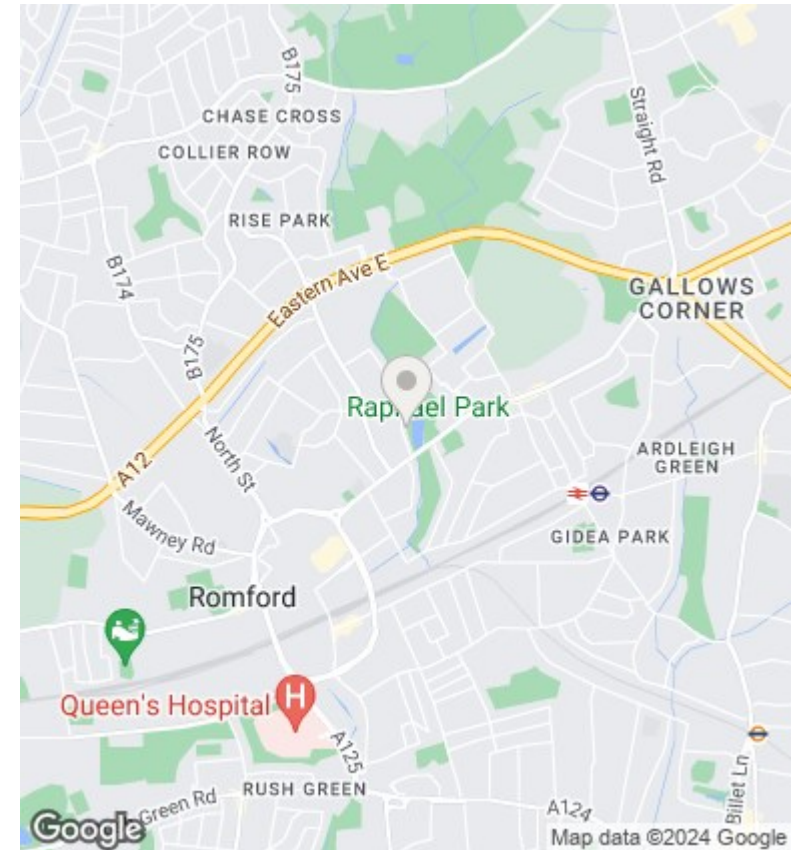 B175
CHASE CROSS
COLLIER ROW
Straight Rd
RISE PARK
B174
Eastern Ave E
GALLOWS
CORNER
B175
Raphael Park
North St
A12
ARDLEIGH
GREEN
Mawney Rd
GIDEA PARK
Romford
Queen's Hospital
H
A125
RUSH GREEN
Green Rd
A124
Billet Ln
Google
Map data ©2024 Google